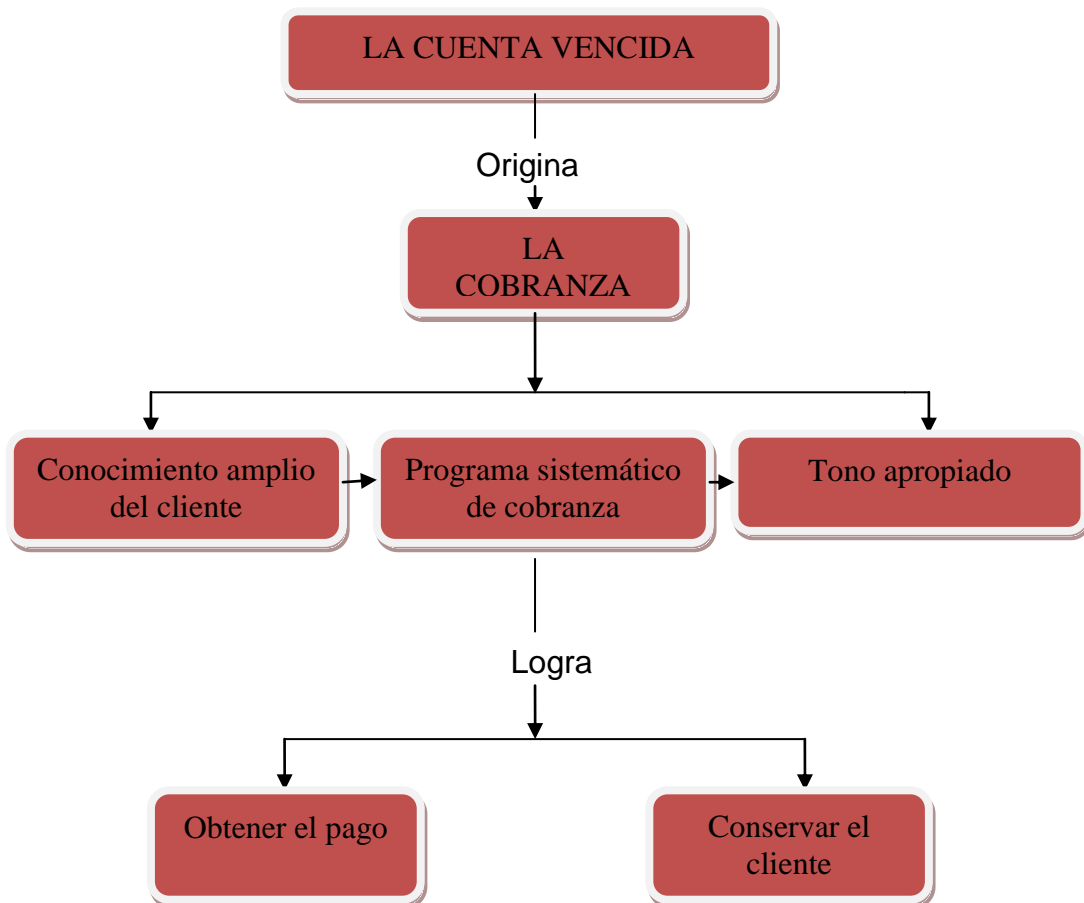 LA CUENTA VENCIDA
Origina
LA
COBRANZA
Conocimiento amplio
del cliente
Programa sistemático
de cobranza
Tono apropiado
Logra
Obtener el pago
Conservar el
cliente